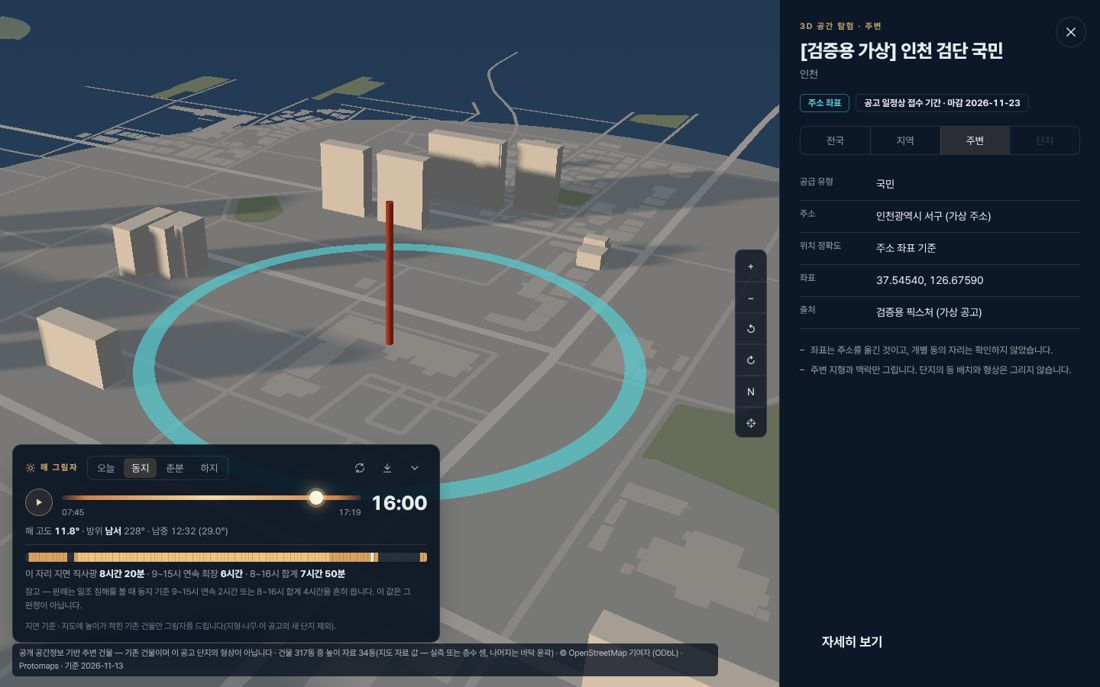 3D 공간 탐험 · 주변
[검증용 가상] 인천 검단 국민
인천
주소 좌표
공고 일정상 접수 기간 · 마감 2026-11-23
전국
지역
주변
단지
공급 유형
국민
주소
인천광역시 서구 (가상 주소)
위치 정확도
주소 좌표 기준
좌표
37.54540, 126.67590
출처
검증용 픽스처 (가상 공고)
– 좌표는 주소를 옮긴 것이고, 개별 동의 자리는 확인하지 않았습니다.
– 주변 지형과 맥락만 그립니다. 단지의 동 배치와 형상은 그리지 않습니다.
자세히 보기
+
−
N
해 그림자
오늘
동지
춘분
하지
07:45
17:19
16:00
해 고도 11.8° · 방위 남서 228° · 남중 12:32 (29.0°)
이 자리 지면 직사광 8시간 20분 · 9~15시 연속 최장 6시간 · 8~16시 합계 7시간 50분
참고 — 판례는 일조 침해를 볼 때 동지 기준 9~15시 연속 2시간 또는 8~16시 합계 4시간을 흔히 씁니다. 이 값은 그
판정이 아닙니다.
지면 기준 · 지도에 높이가 적힌 기존 건물만 그림자를 드립니다(지형·나무·이 공고의 새 단지 제외).
공개 공간정보 기반 주변 건물 — 기존 건물이며 이 공고 단지의 형상이 아닙니다 · 건물 317동 중 높이 자료 34동(지도 자료 값 — 실측 또는 층수 셈, 나머지는 바닥 윤곽) · © OpenStreetMap 기여자 (ODbL) ·
Protomaps · 기준 2026-11-13